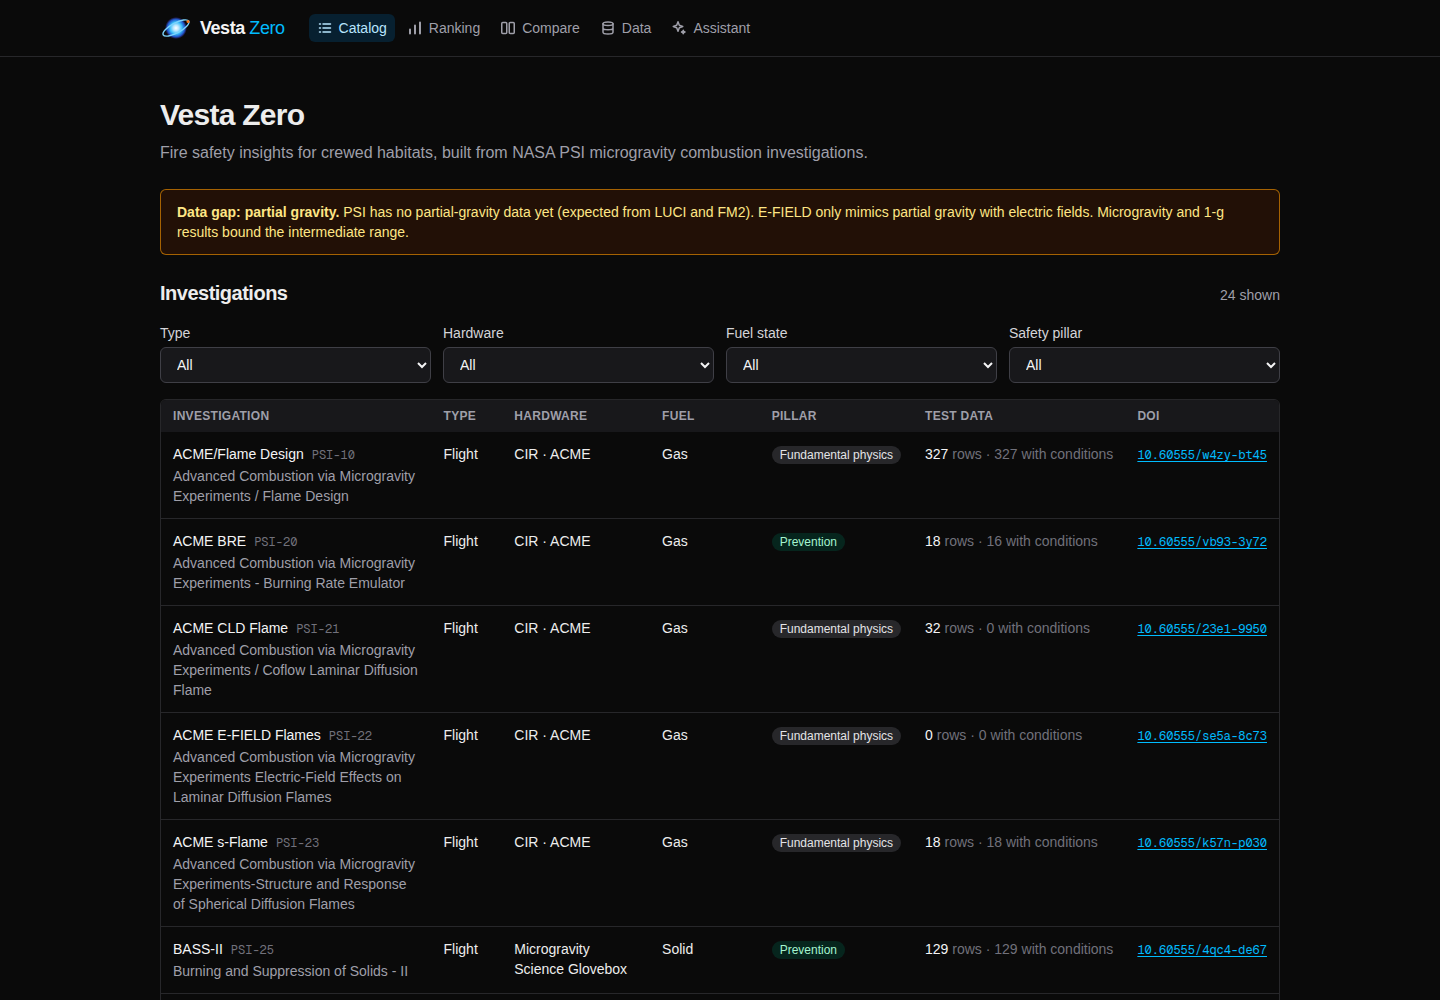 Vesta Zero
Catalog
Ranking
Compare
Data
Assistant
Vesta Zero
Fire safety insights for crewed habitats, built from NASA PSI microgravity combustion investigations.
Data gap: partial gravity. PSI has no partial-gravity data yet (expected from LUCI and FM2). E-FIELD only mimics partial gravity with electric fields. Microgravity and 1-g
results bound the intermediate range.
Investigations
24 shown
Type
Hardware
Fuel state
Safety pillar
All
All
All
All
INVESTIGATION TYPE HARDWARE FUEL PILLAR TEST DATA DOI
ACME/Flame Design PSI-10 Flight CIR · ACME Gas Fundamental physics 327 rows · 327 with conditions 10.60555/w4zy-bt45
Advanced Combustion via Microgravity
Experiments / Flame Design
ACME BRE PSI-20 Flight CIR · ACME Gas Prevention 18 rows · 16 with conditions 10.60555/vb93-3y72
Advanced Combustion via Microgravity
Experiments - Burning Rate Emulator
ACME CLD Flame PSI-21 Flight CIR · ACME Gas Fundamental physics 32 rows · 0 with conditions 10.60555/23e1-9950
Advanced Combustion via Microgravity
Experiments / Coflow Laminar Diffusion
Flame
ACME E-FIELD Flames PSI-22 Flight CIR · ACME Gas Fundamental physics 0 rows · 0 with conditions 10.60555/se5a-8c73
Advanced Combustion via Microgravity
Experiments Electric-Field Effects on
Laminar Diffusion Flames
ACME s-Flame PSI-23 Flight CIR · ACME Gas Fundamental physics 18 rows · 18 with conditions 10.60555/k57n-p030
Advanced Combustion via Microgravity
Experiments-Structure and Response
of Spherical Diffusion Flames
BASS-II PSI-25 Flight Microgravity Solid Prevention 129 rows · 129 with conditions 10.60555/4qc4-de67
Burning and Suppression of Solids - II Science Glovebox